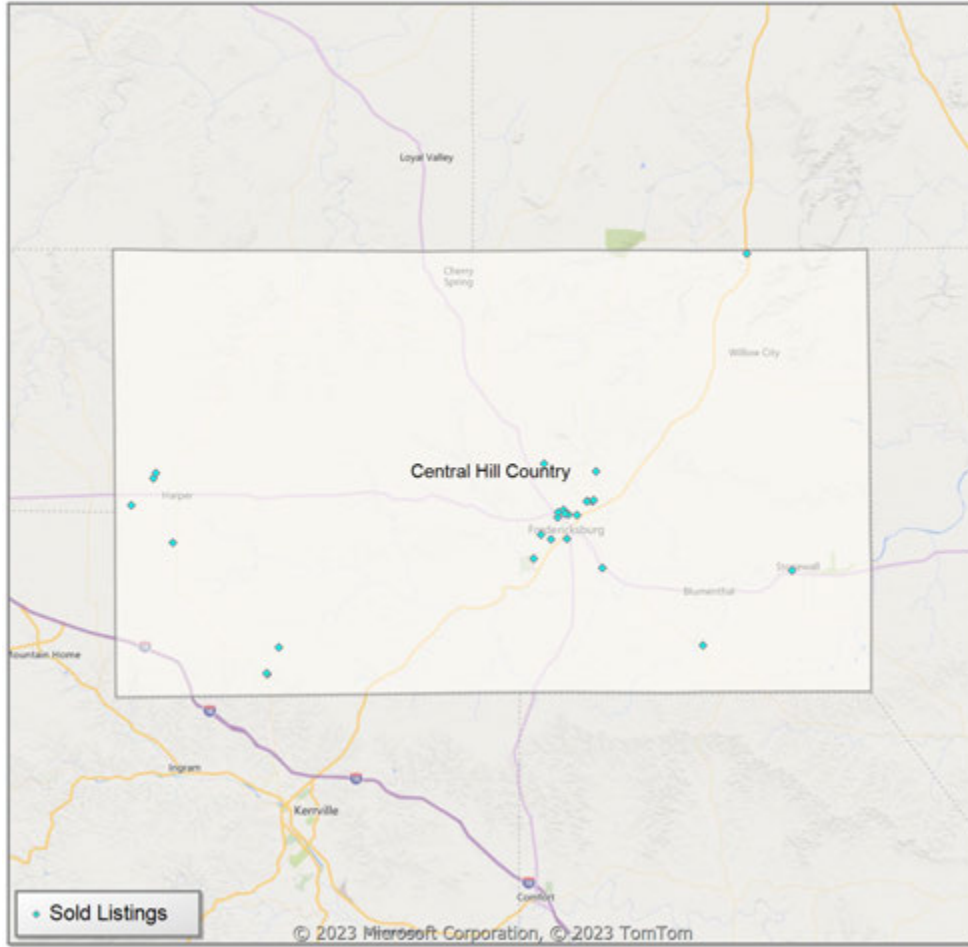 Loyal Valley
Cherry
Spring
Willow City
Central Hill Country
Harper
Fredericksburg
Stonewall
Blumenthal
Mountain Home
Ingram
Kerrville
Comfort
Sold Listings
© 2023 Microsoft Corporation, © 2023 TomTom